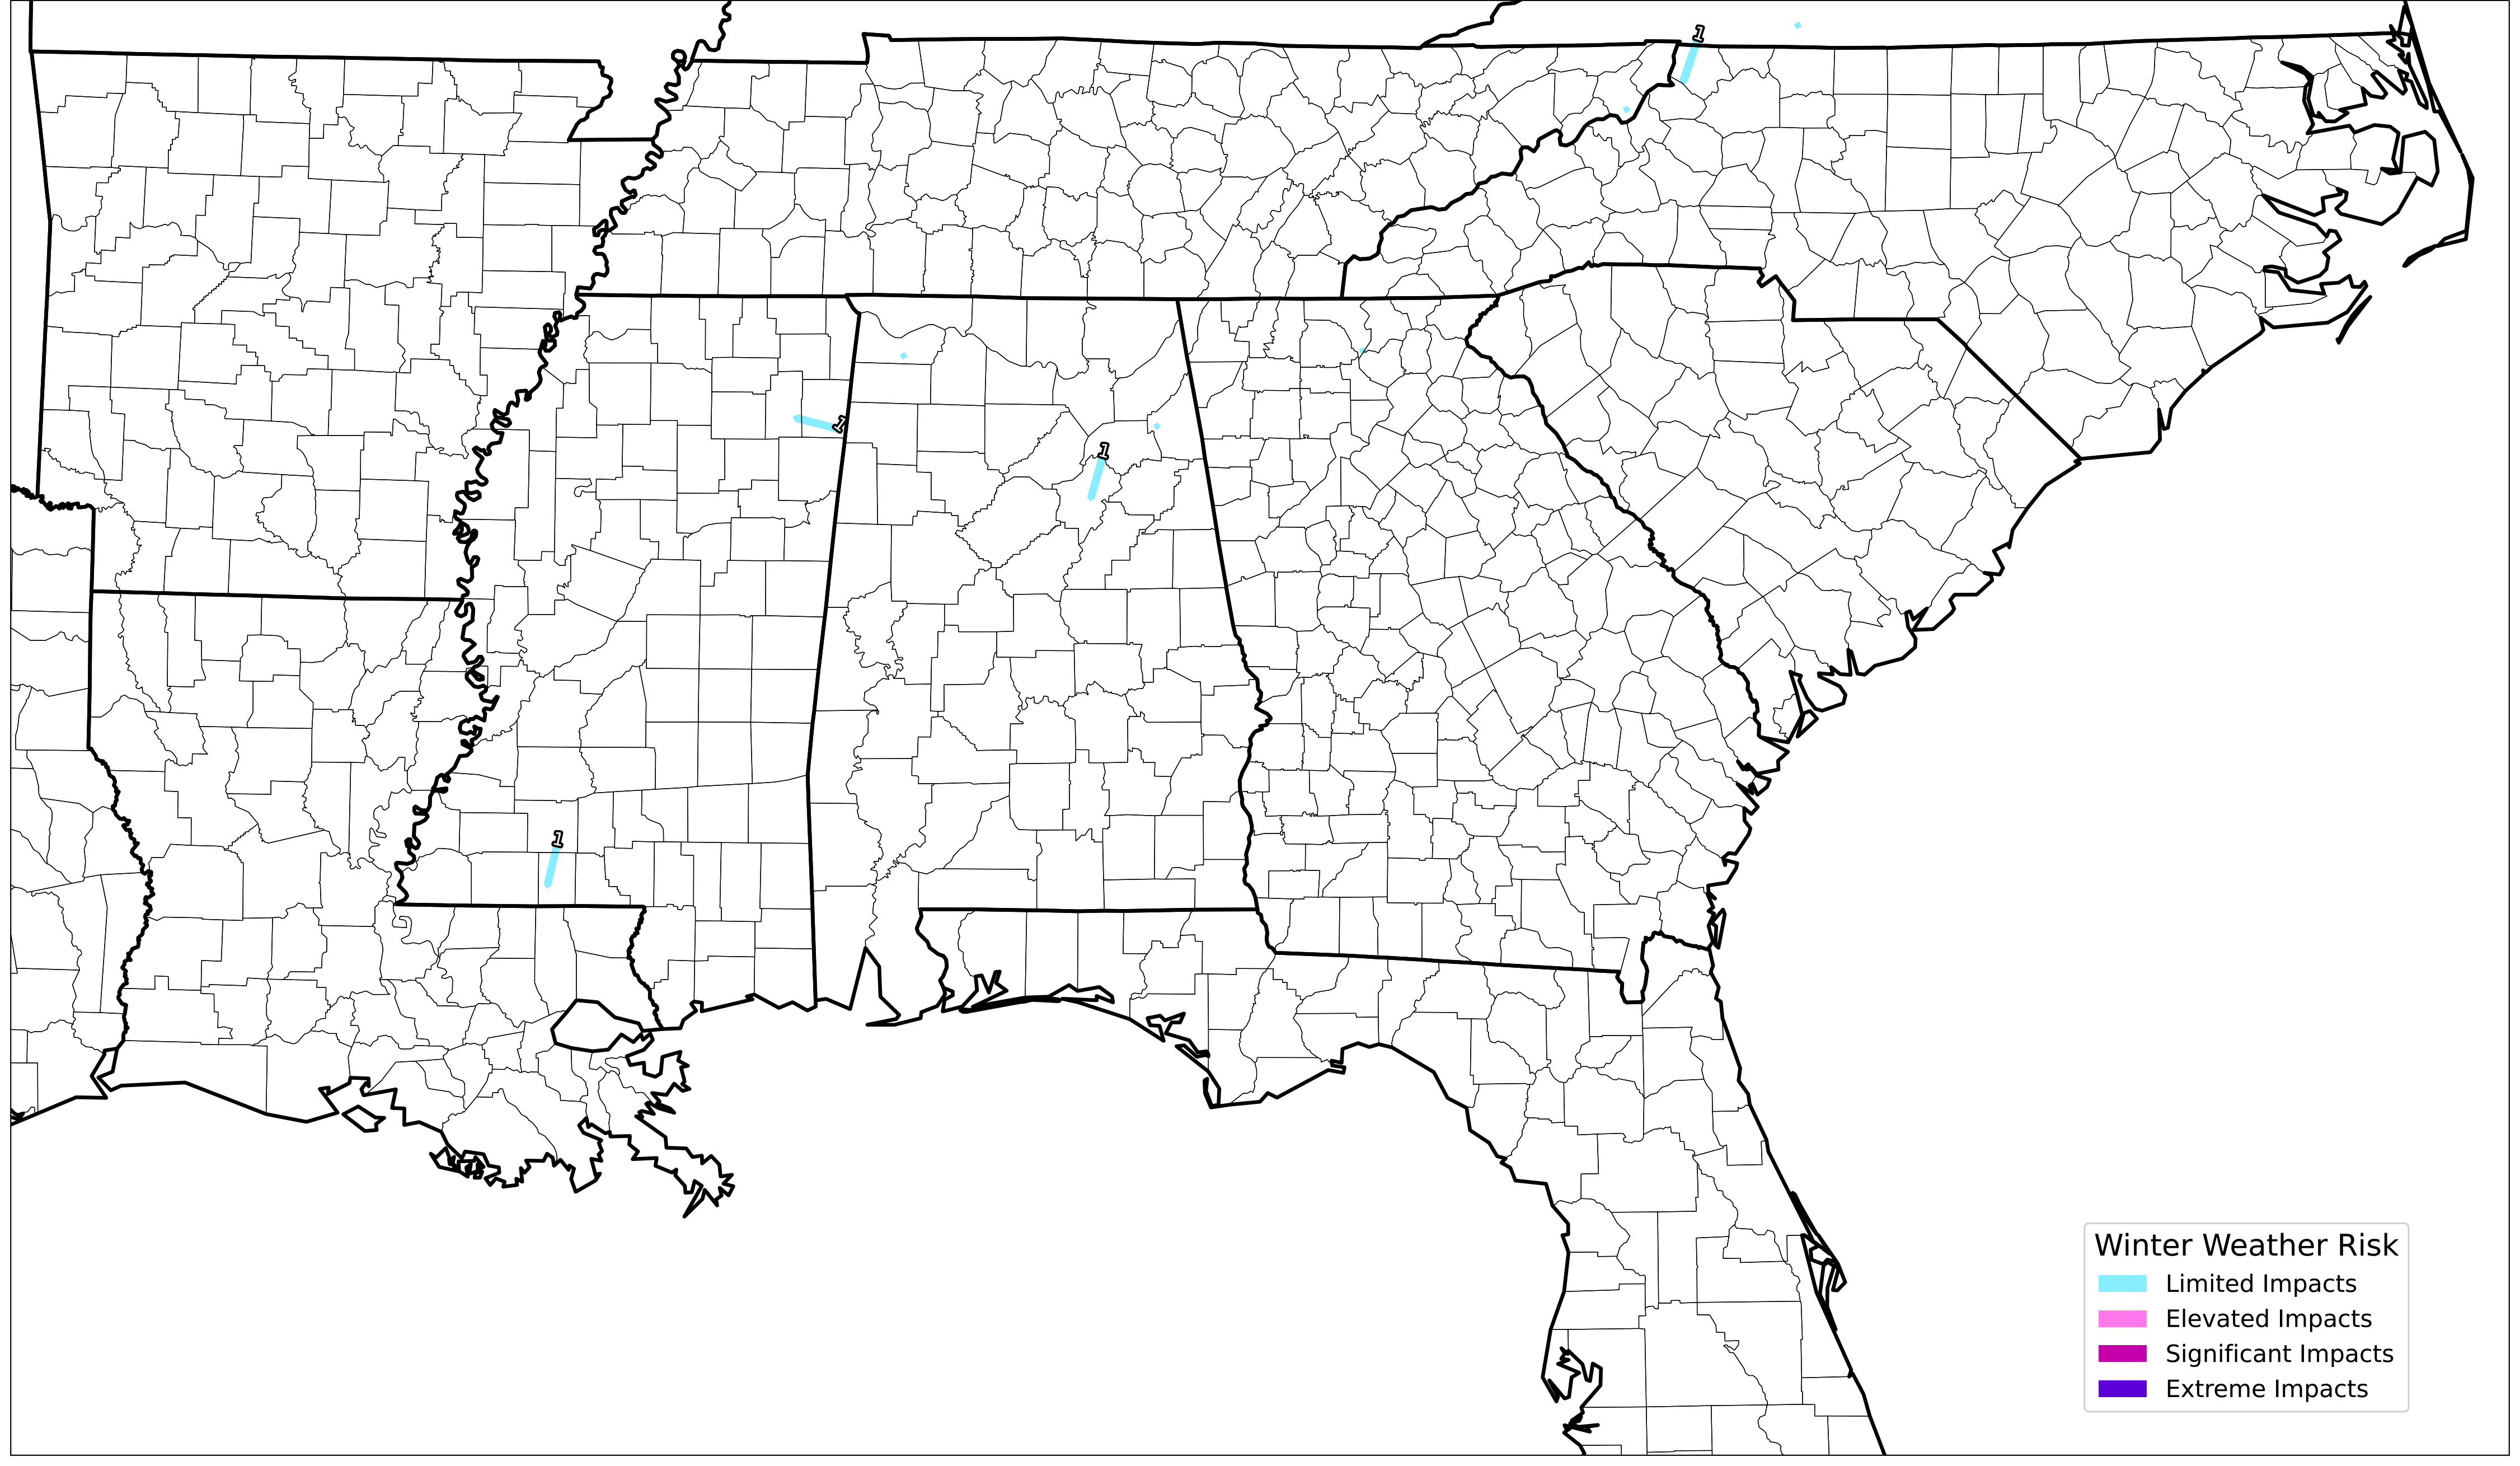 1
1
1
1
Winter Weather Risk
Limited Impacts
Elevated Impacts
Significant Impacts
Extreme Impacts